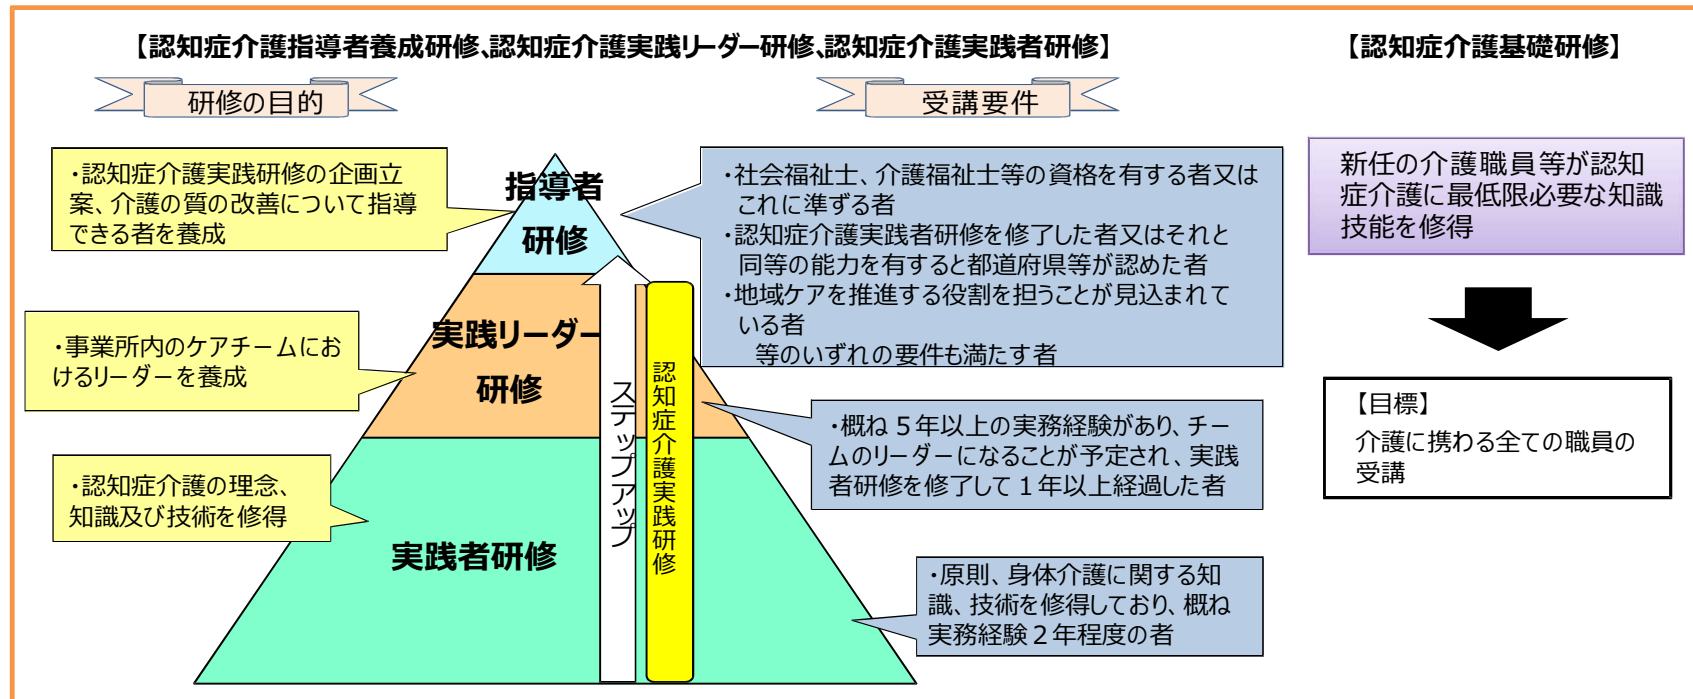 【認知症介護指導者養成研修、認知症介護実践リーダー研修、認知症介護実践者研修】
【認知症介護基礎研修】
研修の目的
受講要件
・認知症介護実践研修の企画立
案、介護の質の改善について指導
できる者を養成
指導者
研修
・社会福祉士、介護福祉士等の資格を有する者又は
これに準ずる者
・認知症介護実践者研修を修了した者又はそれと
同等の能力を有すると都道府県等が認めた者
・地域ケアを推進する役割を担うことが見込まれて
いる者
等のいずれの要件も満たす者
新任の介護職員等が認知
症介護に最低限必要な知識
技能を修得
・事業所内のケアチームにお
けるリーダーを養成
実践リーダー
研修
ステップアップ
認知症介護実践研修
・概ね5年以上の実務経験があり、チー
ムのリーダーになることが予定され、実践
者研修を修了して1年以上経過した者
【目標】
介護に携わる全ての職員の
受講
・認知症介護の理念、
知識及び技術を修得
実践者研修
・原則、身体介護に関する知
識、技術を修得しており、概ね
実務経験2年程度の者